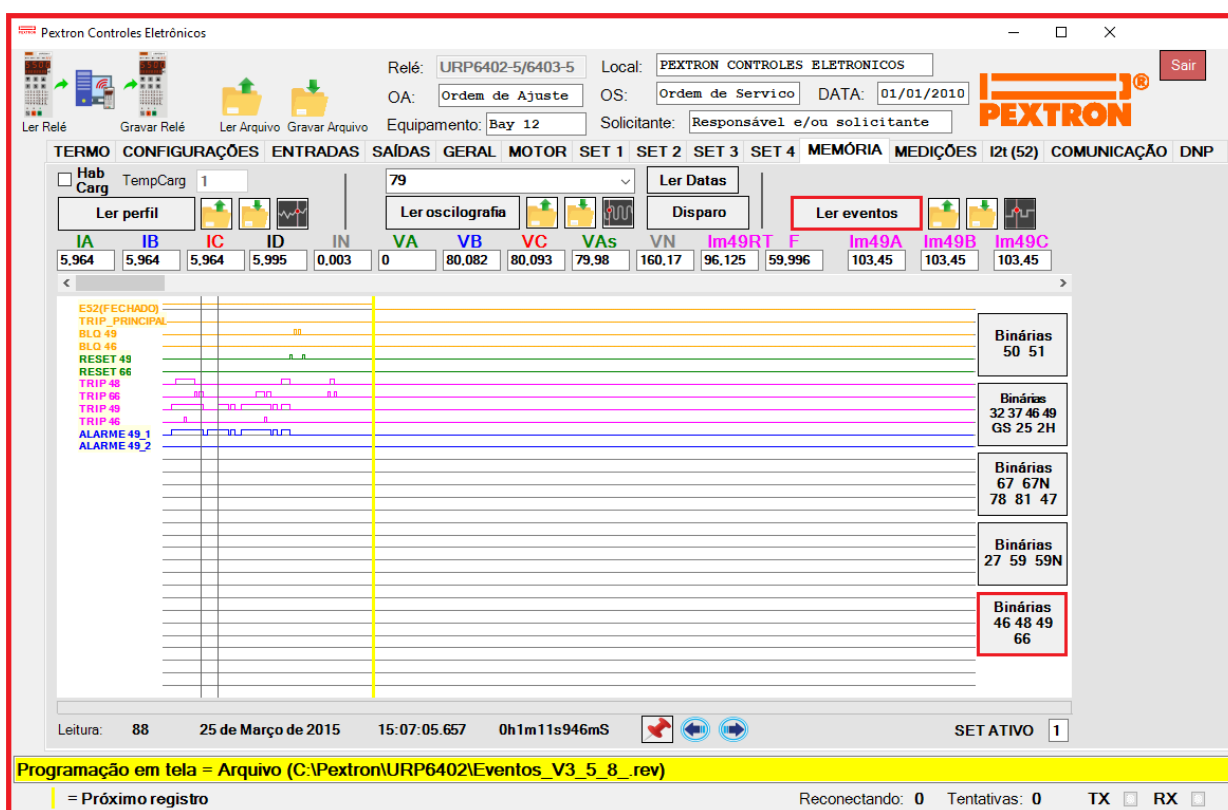 PEXTRON Pextron Controles Eletrônicos
Ler Relé Gravar Relé Ler Arquivo Gravar Arquivo
Relé: URP6402-5/6403-5 Local: PEXTRON CONTROLES ELETRONICOS
OA: Ordem de Ajuste OS: Ordem de Servico DATA: 01/01/2010
Equipamento: Bay 12 Solicitante: Responsável e/ou solicitante
PEXTRON®
Sair
TERMO CONFIGURAÇÕES ENTRADAS SAÍDAS GERAL MOTOR SET 1 SET 2 SET 3 SET 4 MEMÓRIA MEDIÇÕES I2t (52) COMUNICAÇÃO DNP
Hab Carg TempCarg 1 79 Ler Datas
Ler perfil Ler oscilografia Disparo Ler eventos
IA IB IC ID IN VA VB VC VAs VN Im49RT F Im49A Im49B Im49C
5,964 5,964 5,964 5,995 0,003 0 80,082 80,093 79,98 160,17 96,125 59,996 103,45 103,45 103,45
E52(FECHADO)
TRIP_PRINCIPAL
BLQ 49
BLQ 46
RESET 49
RESET 66
TRIP 48
TRIP 66
TRIP 49
TRIP 46
ALARME 49_1
ALARME 49_2
Binárias
50 51
Binárias
32 37 46 49
GS 25 2H
Binárias
67 67N
78 81 47
Binárias
27 59 59N
Binárias
46 48 49
66
Leitura: 88 25 de Março de 2015 15:07:05.657 0h1m11s946mS SET ATIVO 1
Programação em tela = Arquivo (C:\Pextron\URP6402\Eventos_V3_5_8_.rev)
= Próximo registro Reconectando: 0 Tentativas: 0 TX RX